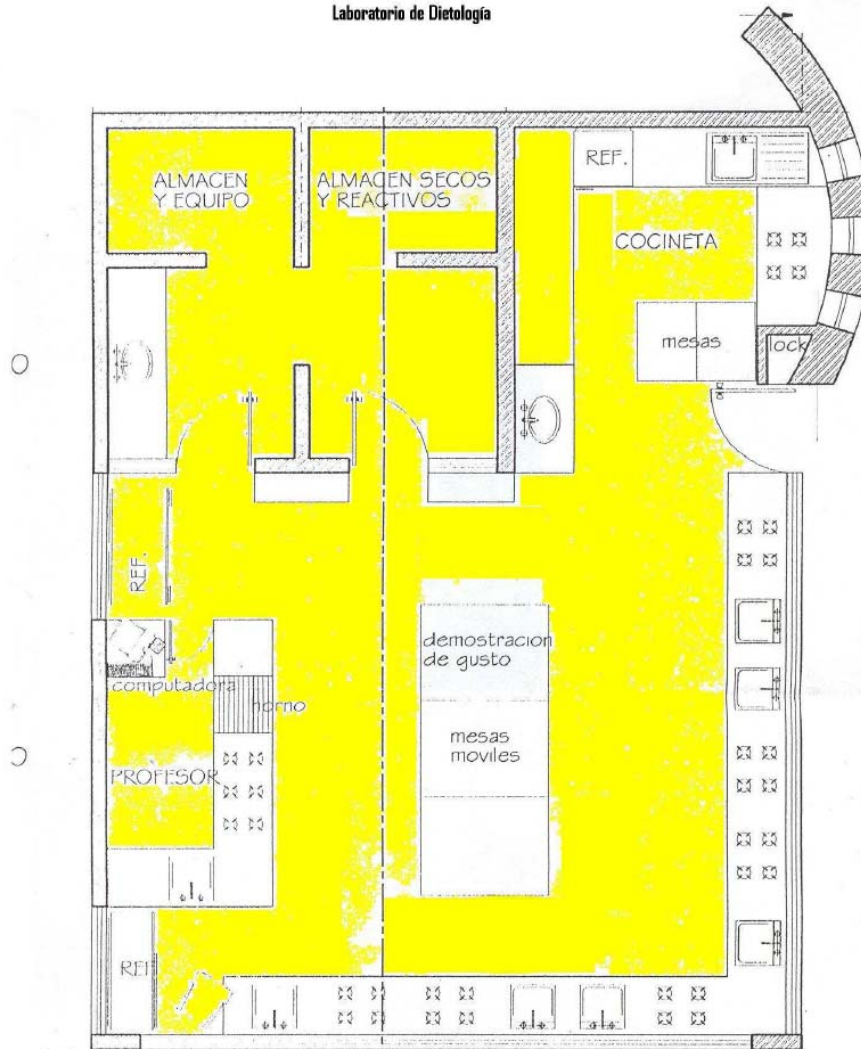 Laboratorio de Dietología
ALMACEN
Y EQUIPO
ALMACEN SECOS
Y REACTIVOS
REF.
COCINETA
mesas
lock
REF.
demostracion
de gusto
computadora
horno
mesas
moviles
PROFESOR
REF